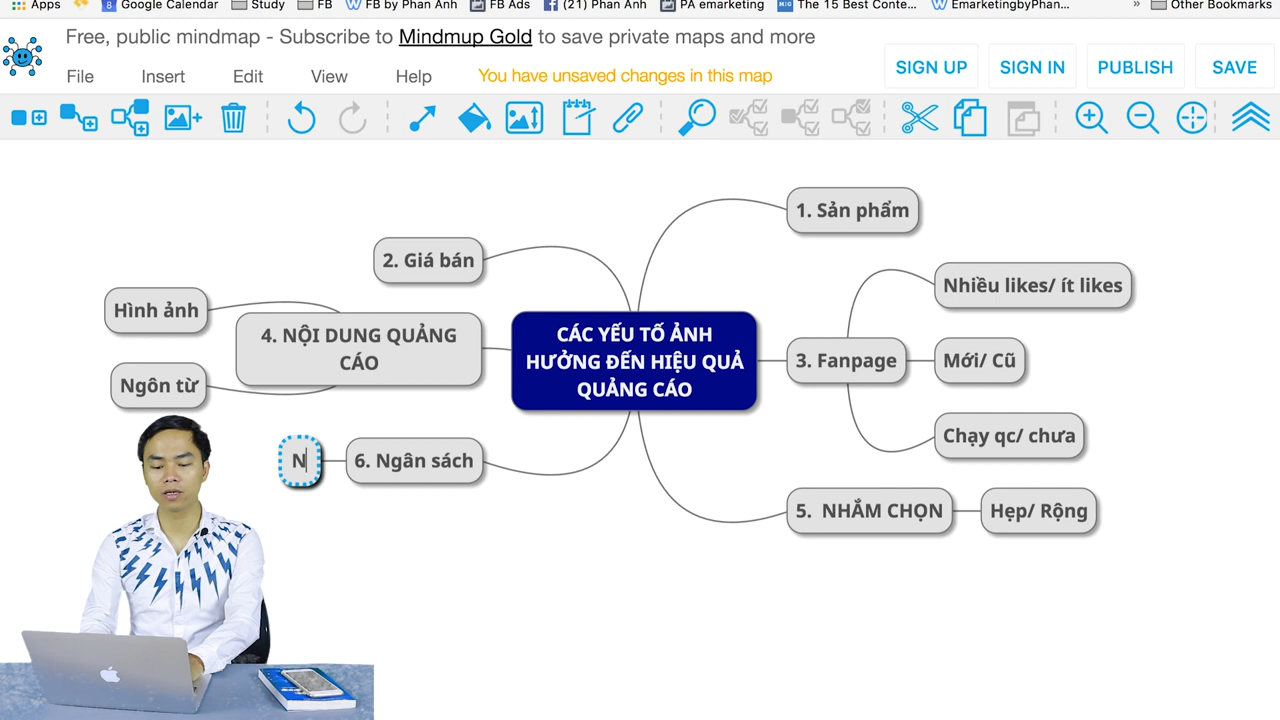 Apps
8
Google Calendar
Study
FB
FB by Phan Anh
FB Ads
(21) Phan Anh
PA emarketing
The 15 Best Conte...
EmarketingbyPhan...
»
Other Bookmarks
Free, public mindmap - Subscribe to Mindmup Gold to save private maps and more
File
Insert
Edit
View
Help
You have unsaved changes in this map
SIGN UP
SIGN IN
PUBLISH
SAVE
1. Sản phẩm
2. Giá bán
Nhiều likes/ ít likes
Hình ảnh
4. NỘI DUNG QUẢNG
CÁO
CÁC YẾU TỐ ẢNH
HƯỞNG ĐẾN HIỆU QUẢ
QUẢNG CÁO
3. Fanpage
Mới/ Cũ
Ngôn từ
Chạy qc/ chưa
N
6. Ngân sách
5. NHẮM CHỌN
Hẹp/ Rộng